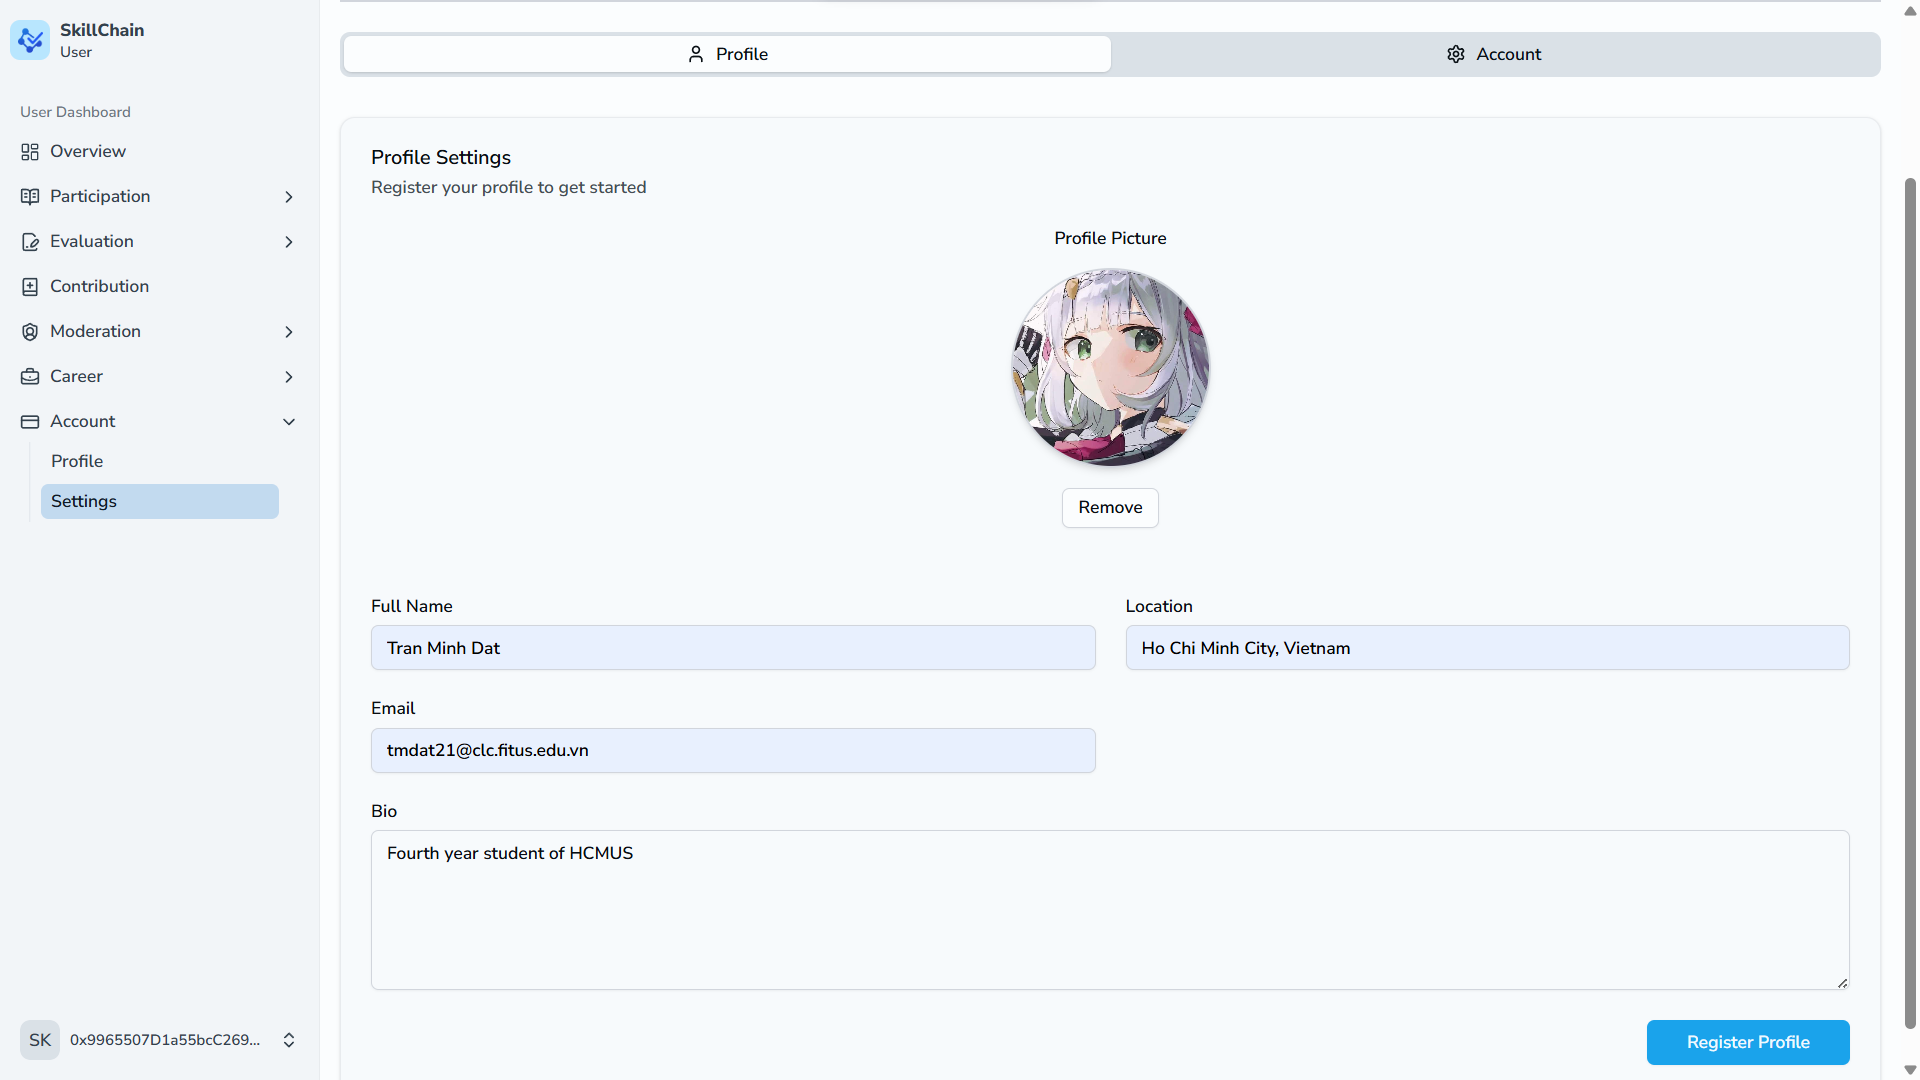 SkillChain
User
User Dashboard
Overview
Participation
Evaluation
Contribution
Moderation
Career
Account
Profile
Settings
SK
0x9965507D1a55bcC269...
Profile
Account
Profile Settings
Register your profile to get started
Profile Picture
Remove
Full Name
Tran Minh Dat
Location
Ho Chi Minh City, Vietnam
Email
tmdat21@clc.fitus.edu.vn
Bio
Fourth year student of HCMUS
Register Profile